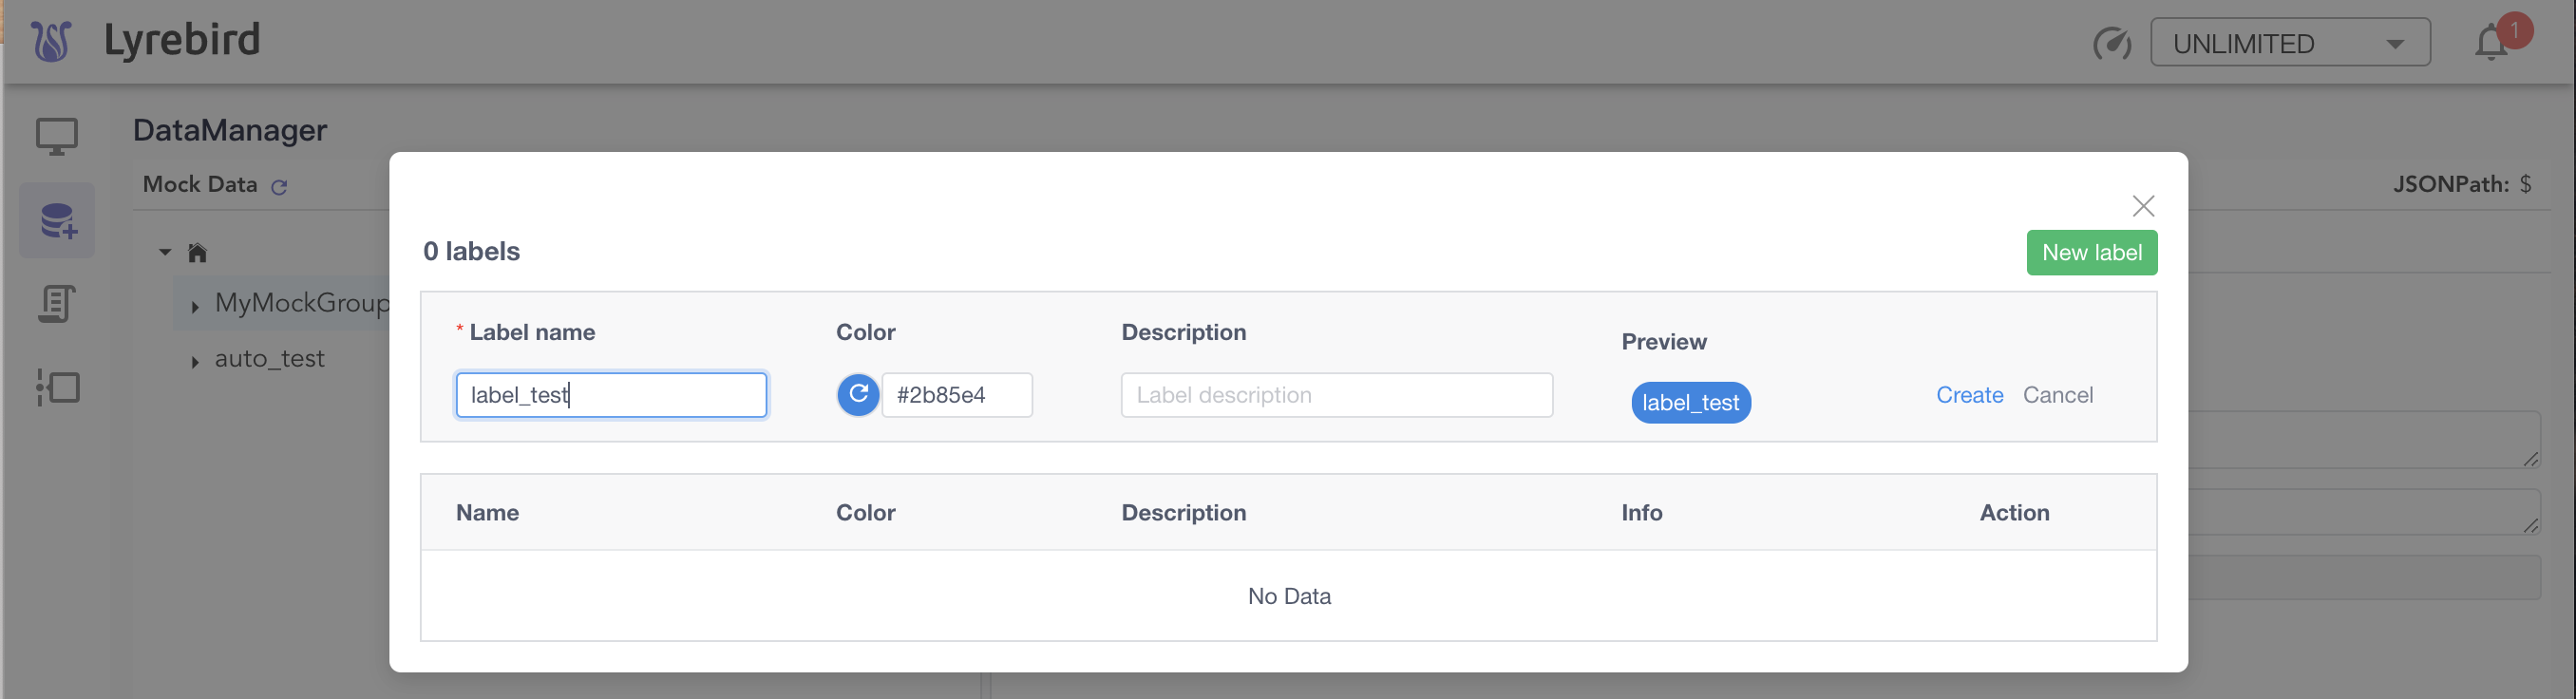 Lyrebird
UNLIMITED
1
DataManager
Mock Data
JSONPath: $
MyMockGroup
auto_test
0 labels
New label
* Label name
Color
Description
Preview
label_test
#2b85e4
Label description
label_test
Create
Cancel
Name
Color
Description
Info
Action
No Data